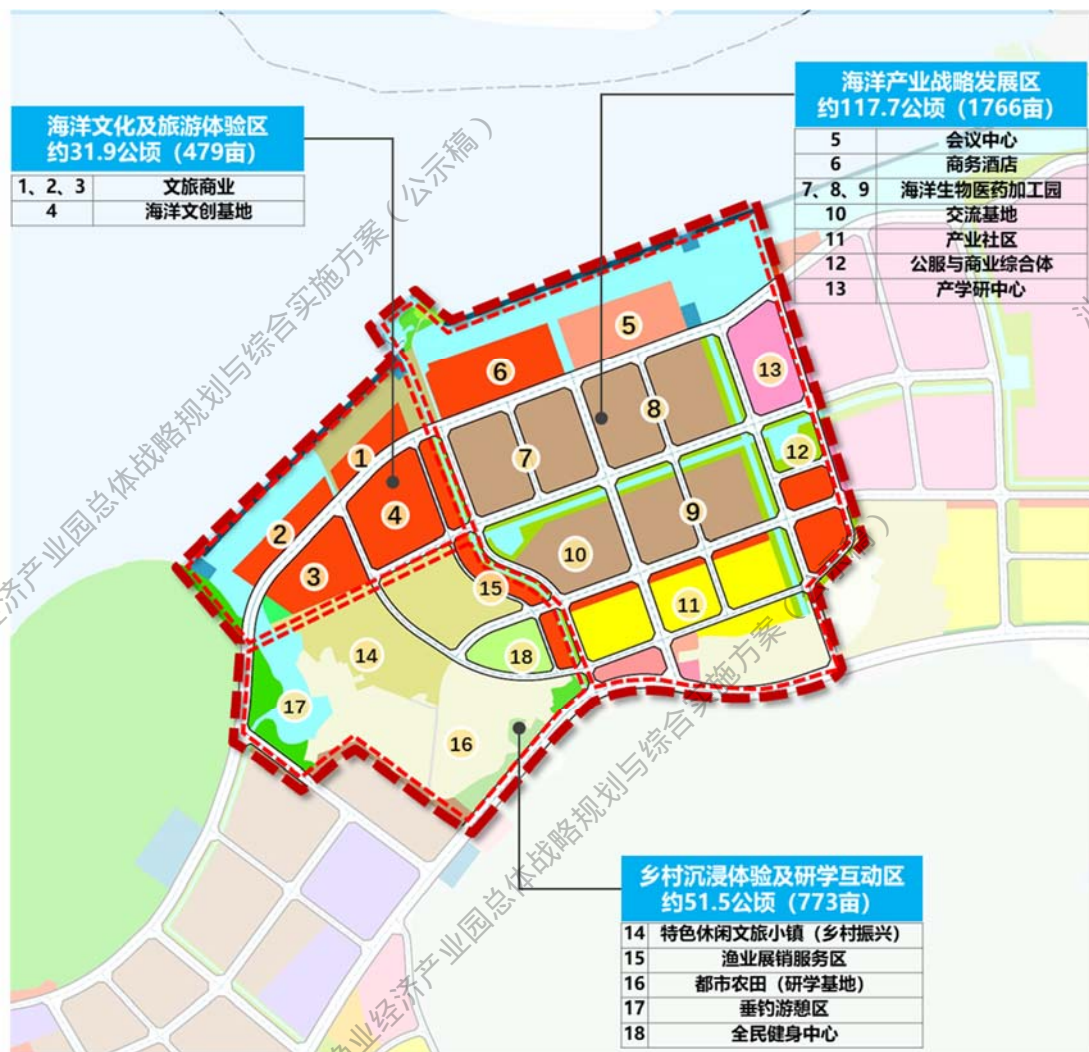 海洋文化及旅游体验区
约31.9公顷（479亩）
1、2、3 文旅商业
4 海洋文创基地
海洋产业战略发展区
约117.7公顷（1766亩）
5 会议中心
6 商务酒店
7、8、9 海洋生物医药加工园
10 交流基地
11 产业社区
12 公服与商业综合体
13 产学研中心
5
6
13
8
1
7
12
4
2
9
10
3
15
11
14
18
17
16
乡村沉浸体验及研学互动区
约51.5公顷（773亩）
14 特色休闲文旅小镇（乡村振兴）
15 渔业展销服务区
16 都市农田（研学基地）
17 垂钓游憩区
18 全民健身中心
经济产业园总体战略规划与综合实施方案（公示稿）
渔业经济产业园总体战略规划与综合实施方案（